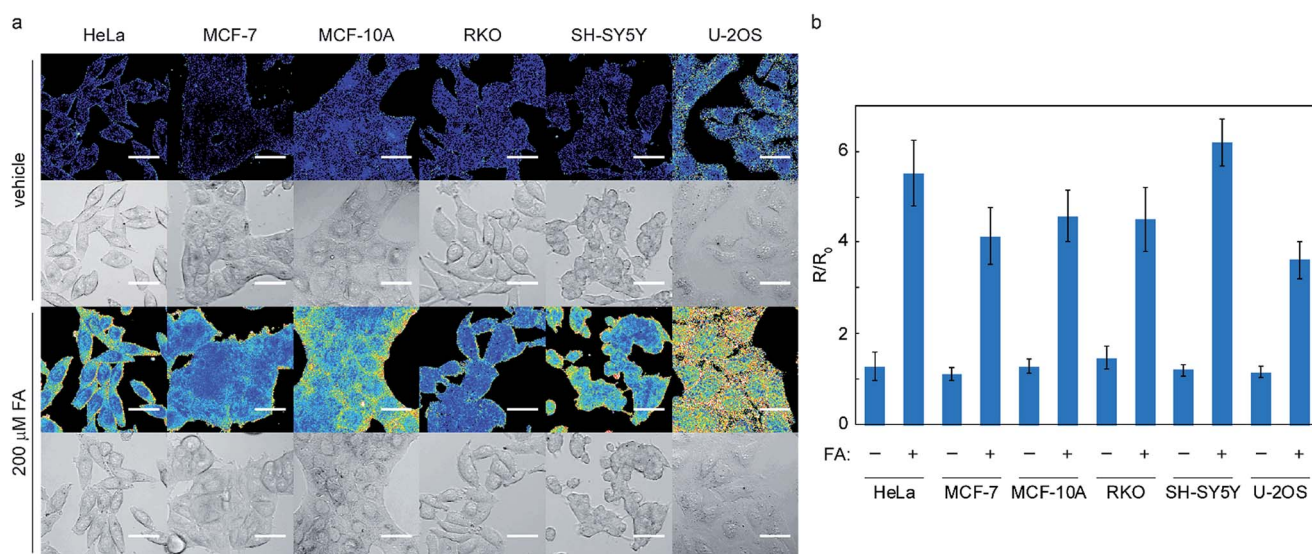 a
HeLa MCF-7 MCF-10A RKO SH-SY5Y U-2OS
vehicle
200 μM FA
b
R/R₀
6
4
2
0
FA: − + − + − + − + − + − +
HeLa MCF-7 MCF-10A RKO SH-SY5Y U-2OS